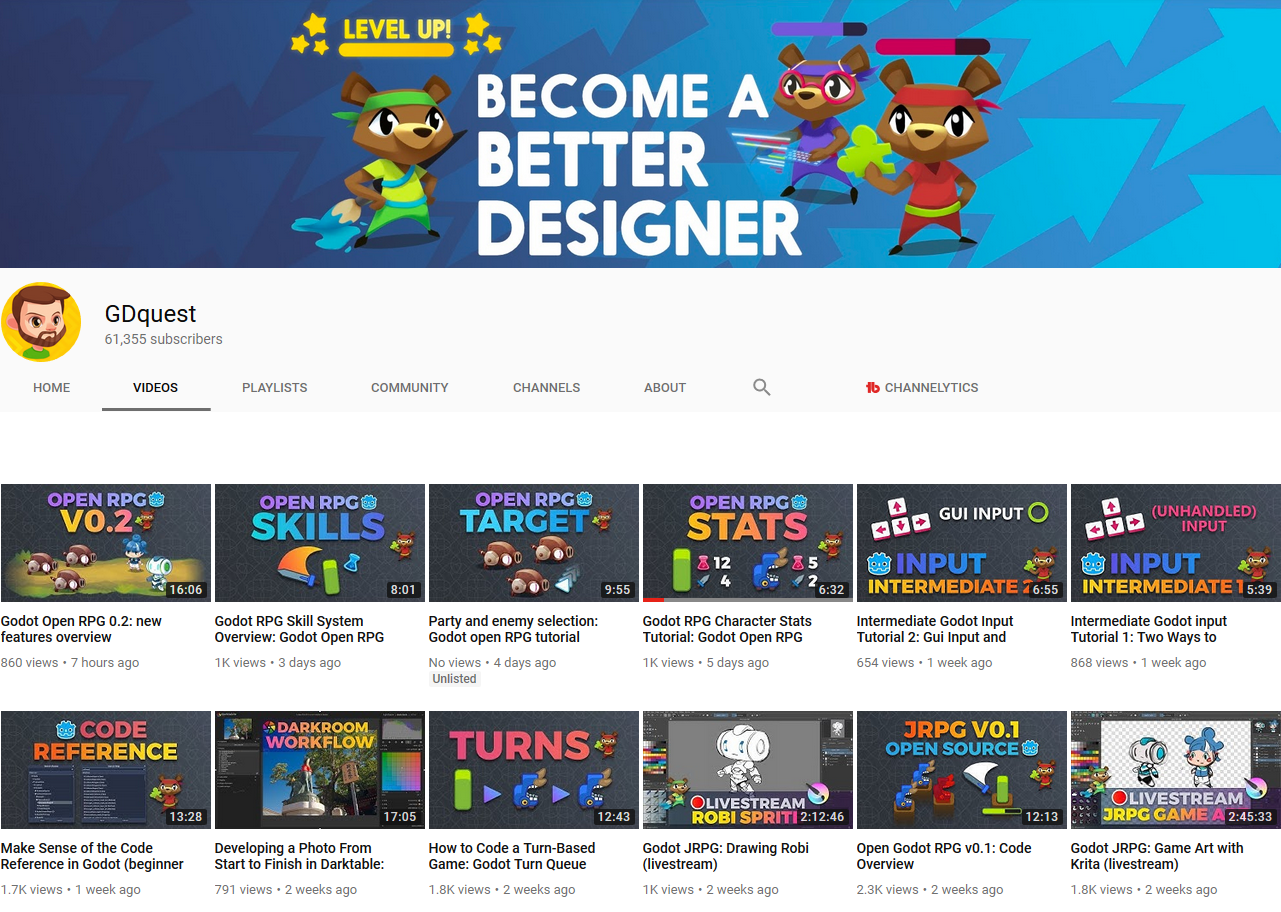 LEVEL UP!
BECOME A
BETTER
DESIGNER
GDquest
61,355 subscribers
HOME VIDEOS PLAYLISTS COMMUNITY CHANNELS ABOUT CHANNELYTICS
OPEN RPG
V0.2
16:06
Godot Open RPG 0.2: new
features overview
860 views • 7 hours ago
OPEN RPG
SKILLS
8:01
Godot RPG Skill System
Overview: Godot Open RPG
1K views • 3 days ago
OPEN RPG
TARGET
9:55
Party and enemy selection:
Godot open RPG tutorial
No views • 4 days ago
Unlisted
OPEN RPG
STATS
12 5
4 2
6:32
Godot RPG Character Stats
Tutorial: Godot Open RPG
1K views • 5 days ago
GUI INPUT
INPUT
INTERMEDIATE 2
6:55
Intermediate Godot Input
Tutorial 2: Gui Input and
654 views • 1 week ago
(UNHANDLED)
INPUT
INPUT
INTERMEDIATE 1
5:39
Intermediate Godot input
Tutorial 1: Two Ways to
868 views • 1 week ago
CODE
REFERENCE
13:28
Make Sense of the Code
Reference in Godot (beginner
1.7K views • 1 week ago
DARKROOM
WORKFLOW
17:05
Developing a Photo From
Start to Finish in Darktable:
791 views • 2 weeks ago
TURNS
12:43
How to Code a Turn-Based
Game: Godot Turn Queue
1.8K views • 2 weeks ago
LIVESTREAM
ROBI SPRITI
2:12:46
Godot JRPG: Drawing Robi
(livestream)
1K views • 2 weeks ago
JRPG V0.1
OPEN SOURCE
12:13
Open Godot RPG v0.1: Code
Overview
2.3K views • 2 weeks ago
LIVESTREAM
JRPG GAME A
2:45:33
Godot JRPG: Game Art with
Krita (livestream)
1.8K views • 2 weeks ago